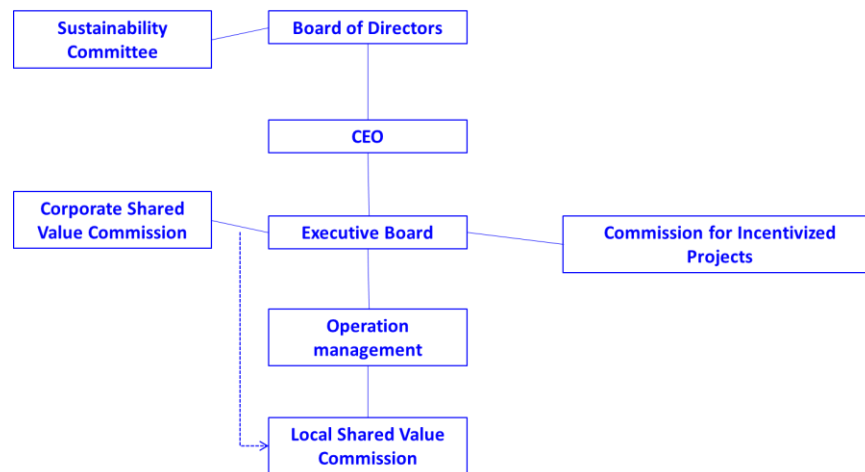 Sustainability
Committee
Board of Directors
CEO
Corporate Shared
Value Commission
Executive Board
Commission for Incentivized
Projects
Operation
management
Local Shared Value
Commission